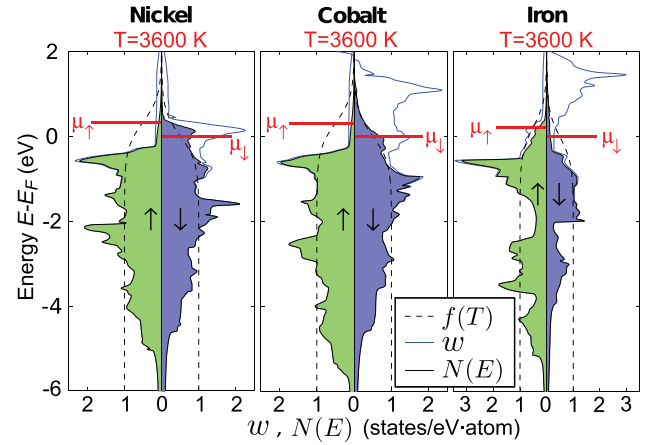 Nickel Cobalt Iron
T=3600 K T=3600 K T=3600 K
Energy E-E_F (eV)
2
0
-2
-4
-6
μ↑ μ↓ μ↑ μ↓ μ↑ μ↓
↑ ↓ ↑ ↓ ↑ ↓
f(T)
w
N(E)
2 1 0 1 2 1 0 1 2 3 2 1 0 1 2 3
w , N(E) (states/eV·atom)